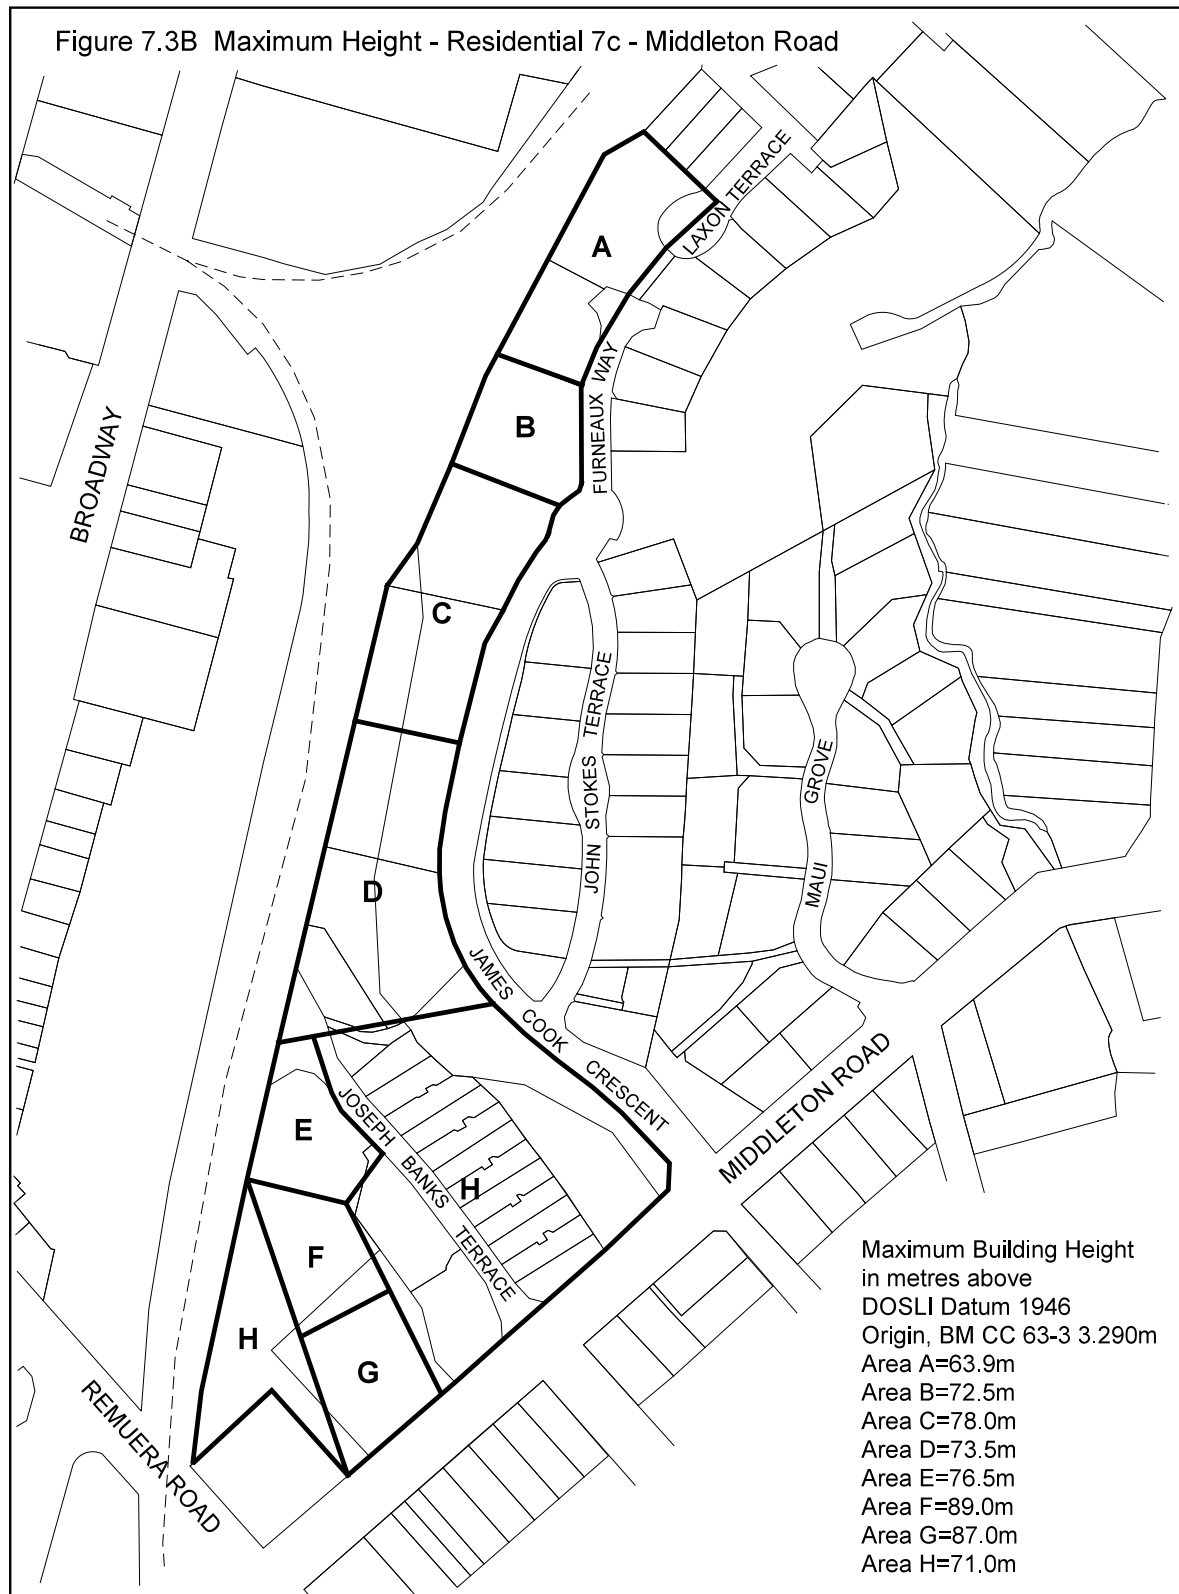 Figure 7.3B  Maximum Height - Residential 7c - Middleton Road
LAXON TERRACE
A
FURNEAUX WAY
B
BROADWAY
C
JOHN STOKES TERRACE
MAUI GROVE
D
JAMES COOK CRESCENT
MIDDLETON ROAD
E
JOSEPH BANKS TERRACE
H
F
H
G
REMUERA ROAD
Maximum Building Height
in metres above
DOSLI Datum 1946
Origin, BM CC 63-3 3.290m
Area A=63.9m
Area B=72.5m
Area C=78.0m
Area D=73.5m
Area E=76.5m
Area F=89.0m
Area G=87.0m
Area H=71.0m